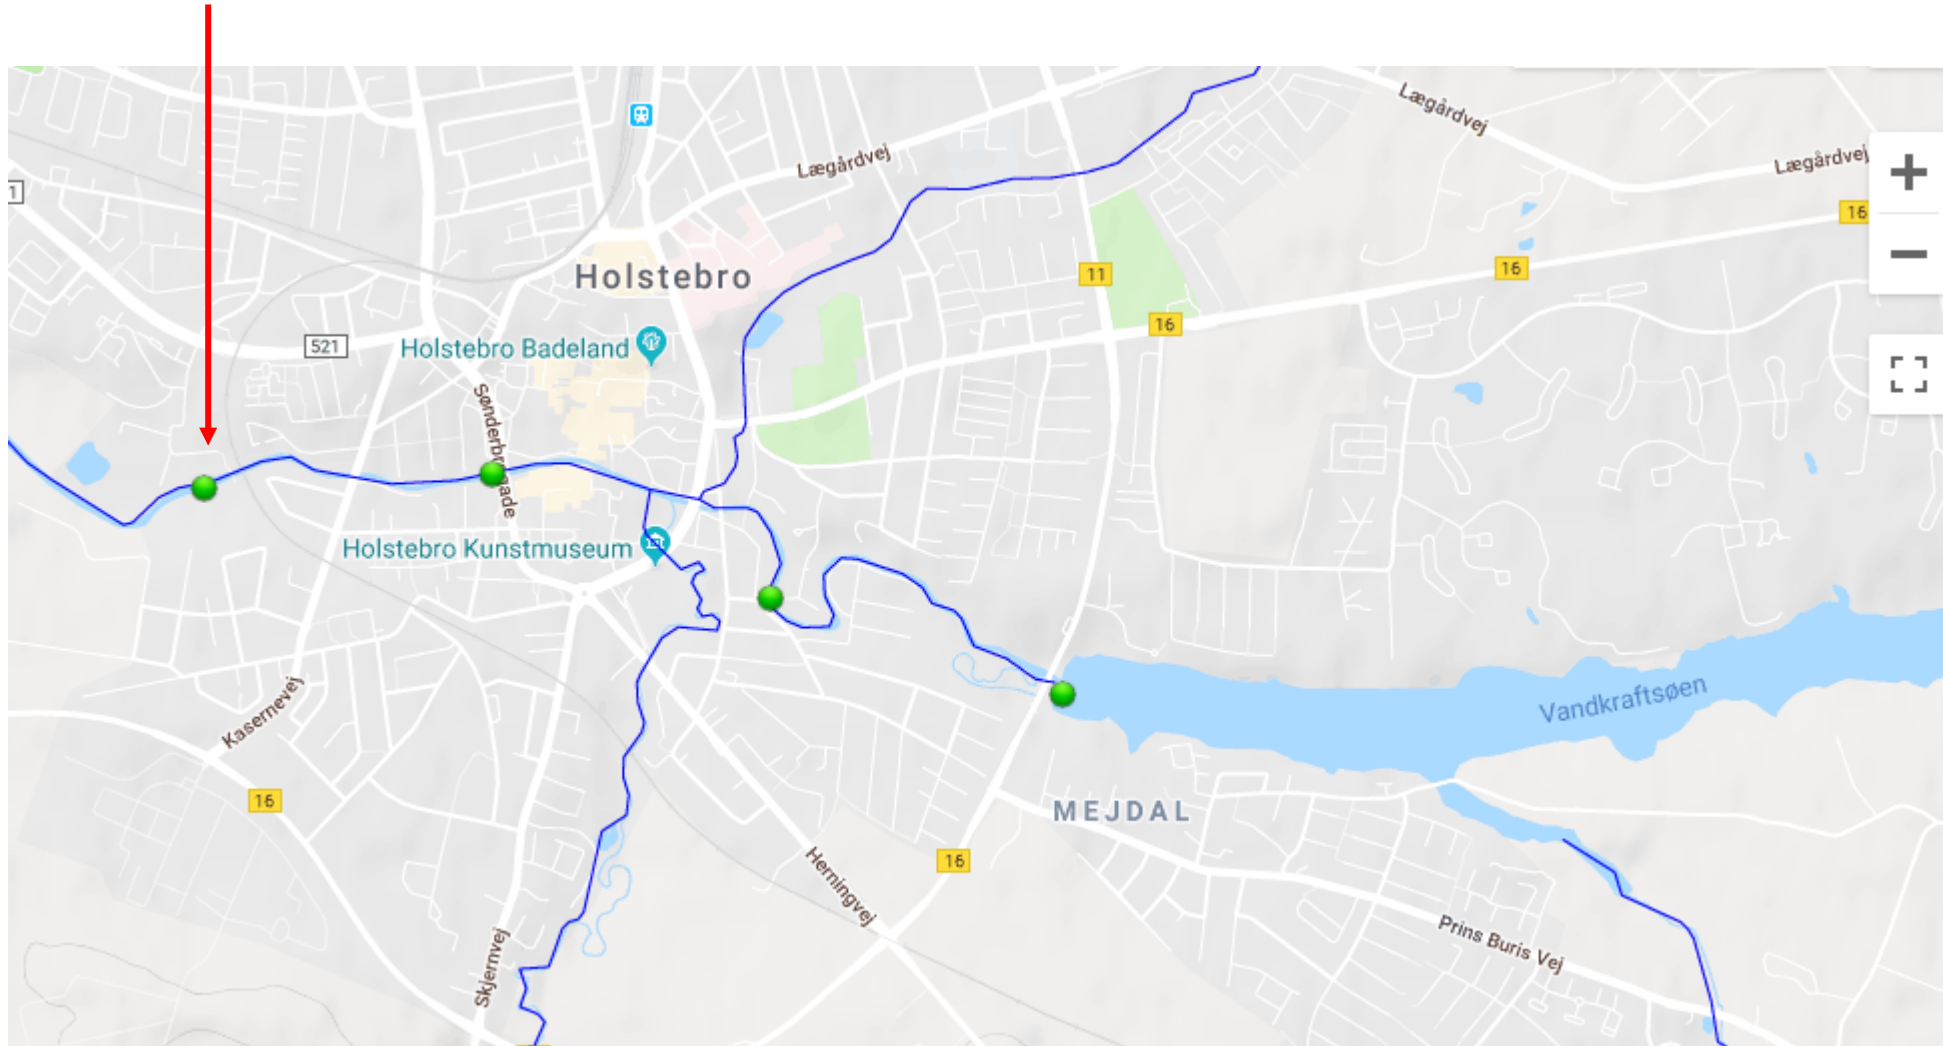 Lægårdvej
Lægårdvej
Lægårdvej
1
16
Holstebro
11
16
16
521
Holstebro Badeland
Sønderbrogade
Holstebro Kunstmuseum
Kasernevej
Vandkraftsøen
16
MEJDAL
16
Herningvej
Prins Buris Vej
Skjernvej